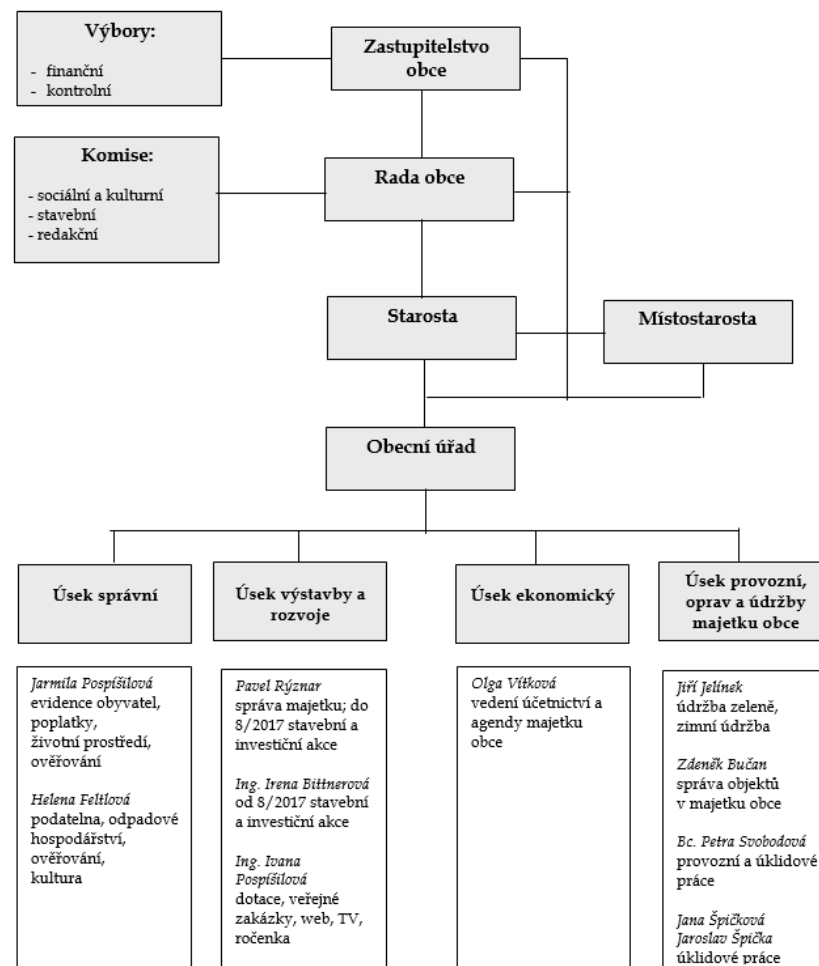 Výbory:
- finanční
- kontrolní
Zastupitelstvo
obce
Komise:
- sociální a kulturní
- stavební
- redakční
Rada obce
Starosta
Místostarosta
Obecní úřad
Úsek správní
Úsek výstavby a
rozvoje
Úsek ekonomický
Úsek provozní,
oprav a údržby
majetku obce
Jarmila Pospíšilová
evidence obyvatel,
poplatky,
životní prostředí,
ověřování
Helena Feltlová
podatelna, odpadové
hospodářství,
ověřování,
kultura
Pavel Rýznar
správa majetku; do
8/2017 stavební a
investiční akce
Ing. Irena Bittnerová
od 8/2017 stavební
a investiční akce
Ing. Ivana
Pospíšilová
dotace, veřejné
zakázky, web, TV,
ročenka
Olga Vítková
vedení účetnictví a
agendy majetku
obce
Jiří Jelínek
údržba zeleně,
zimní údržba
Zdeněk Bučan
správa objektů
v majetku obce
Bc. Petra Svobodová
provozní a úklidové
práce
Jana Špičková
Jaroslav Špička
úklidové práce